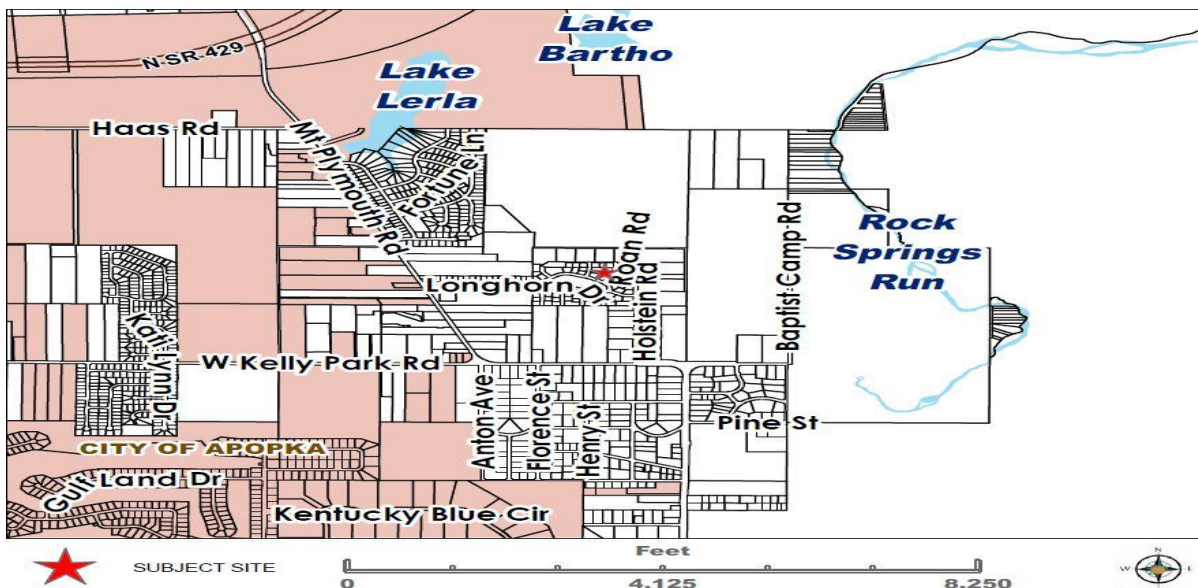 N SR 429
Lake
Bartho
Lake
Lerla
Haas Rd
Mt Plymouth Rd
Fortune Ln
Rock
Springs
Run
Roan Rd
Longhorn Dr
Holstein Rd
Baptist Camp Rd
Kati Lynn Dr
W Kelly Park Rd
Anton Ave
Florence St
Henry St
Pine St
CITY OF APOPKA
Gulf Land Dr
Kentucky Blue Cir
SUBJECT SITE
Feet
0 4,125 8,250
N
W E
S